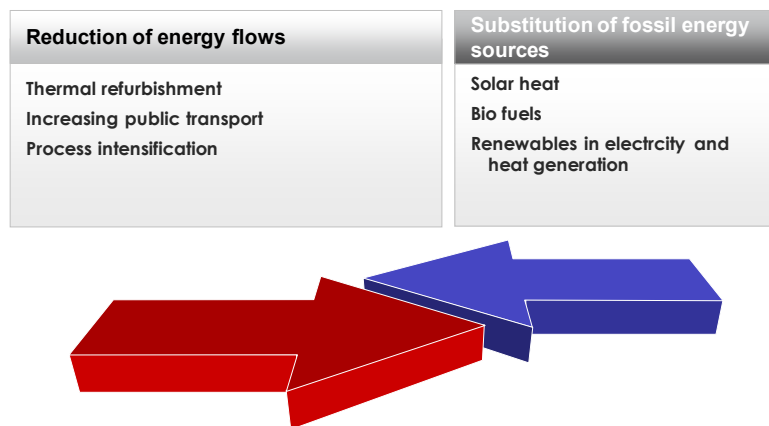 Reduction of energy flows
Thermal refurbishment
Increasing public transport
Process intensification
Substitution of fossil energy
sources
Solar heat
Bio fuels
Renewables in electrcity and
heat generation